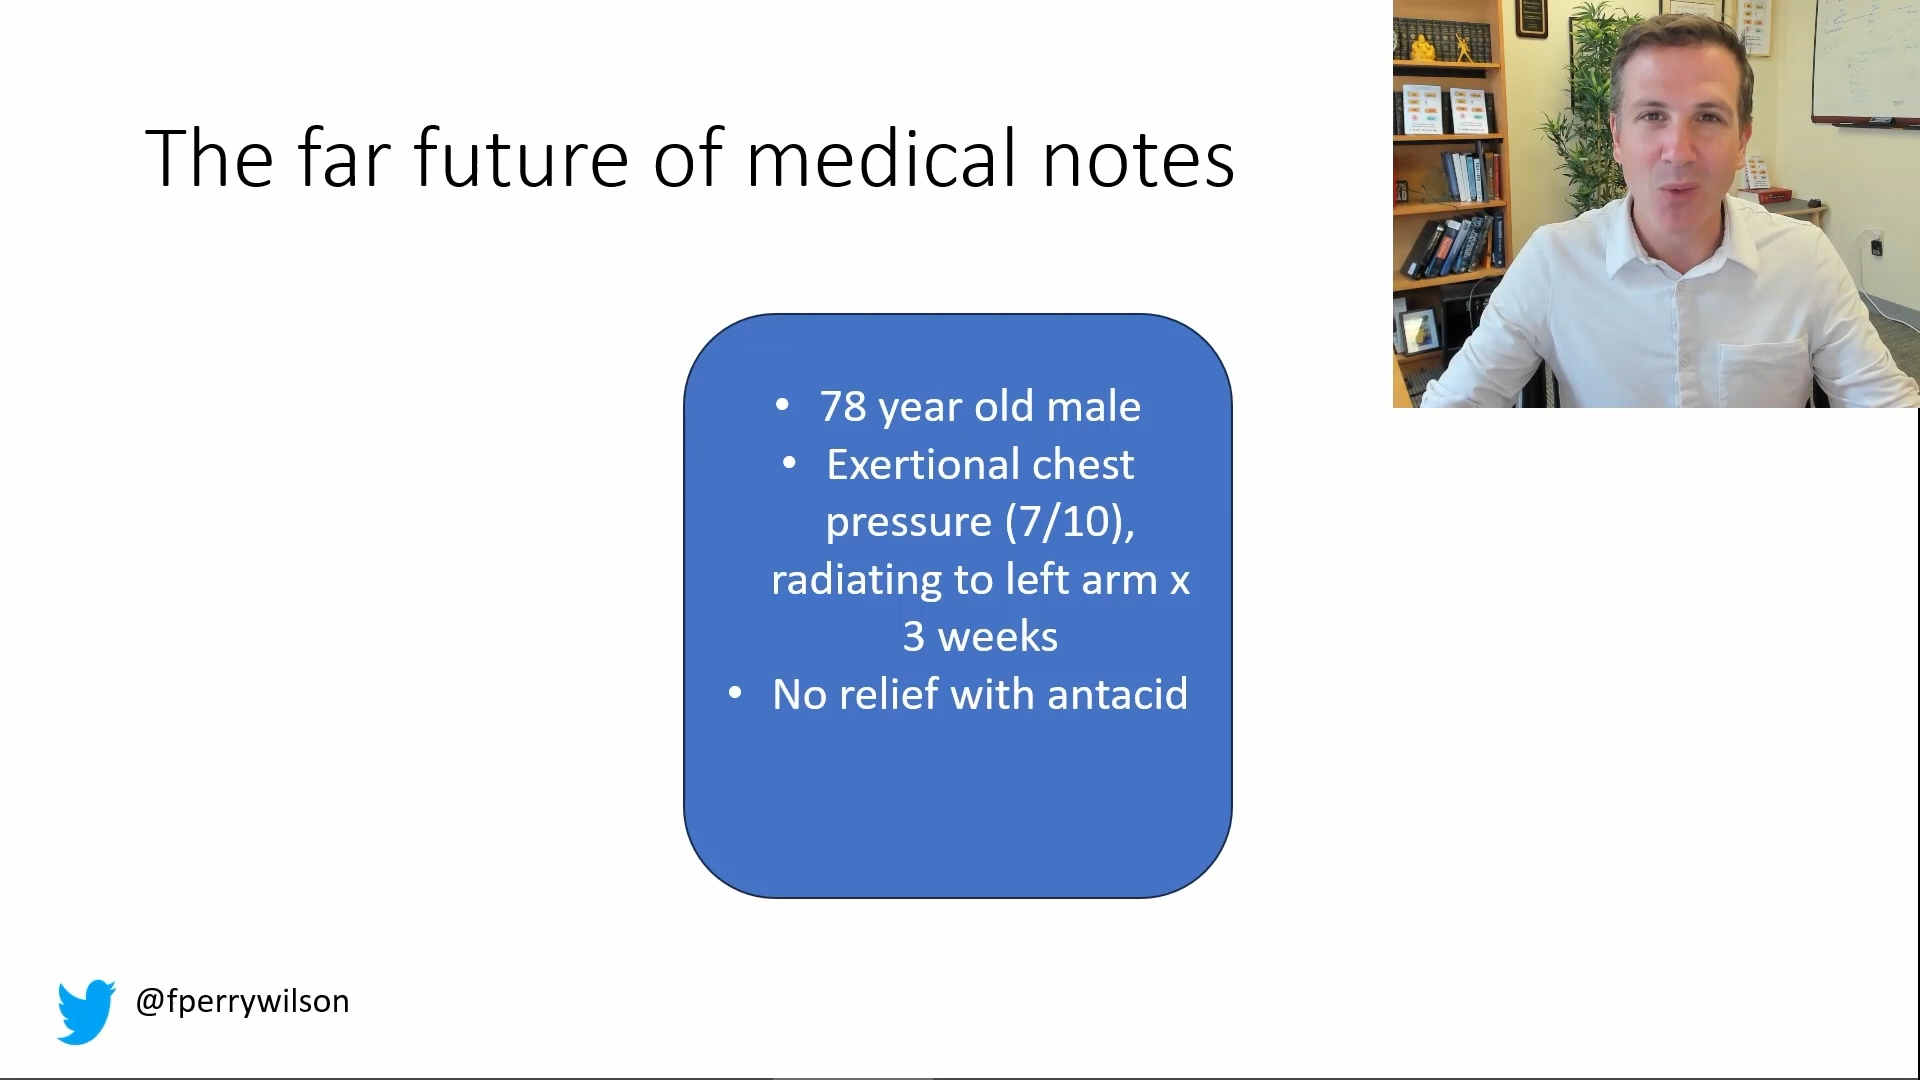 The far future of medical notes
• 78 year old male
• Exertional chest
pressure (7/10),
radiating to left arm x
3 weeks
• No relief with antacid
@fperrywilson